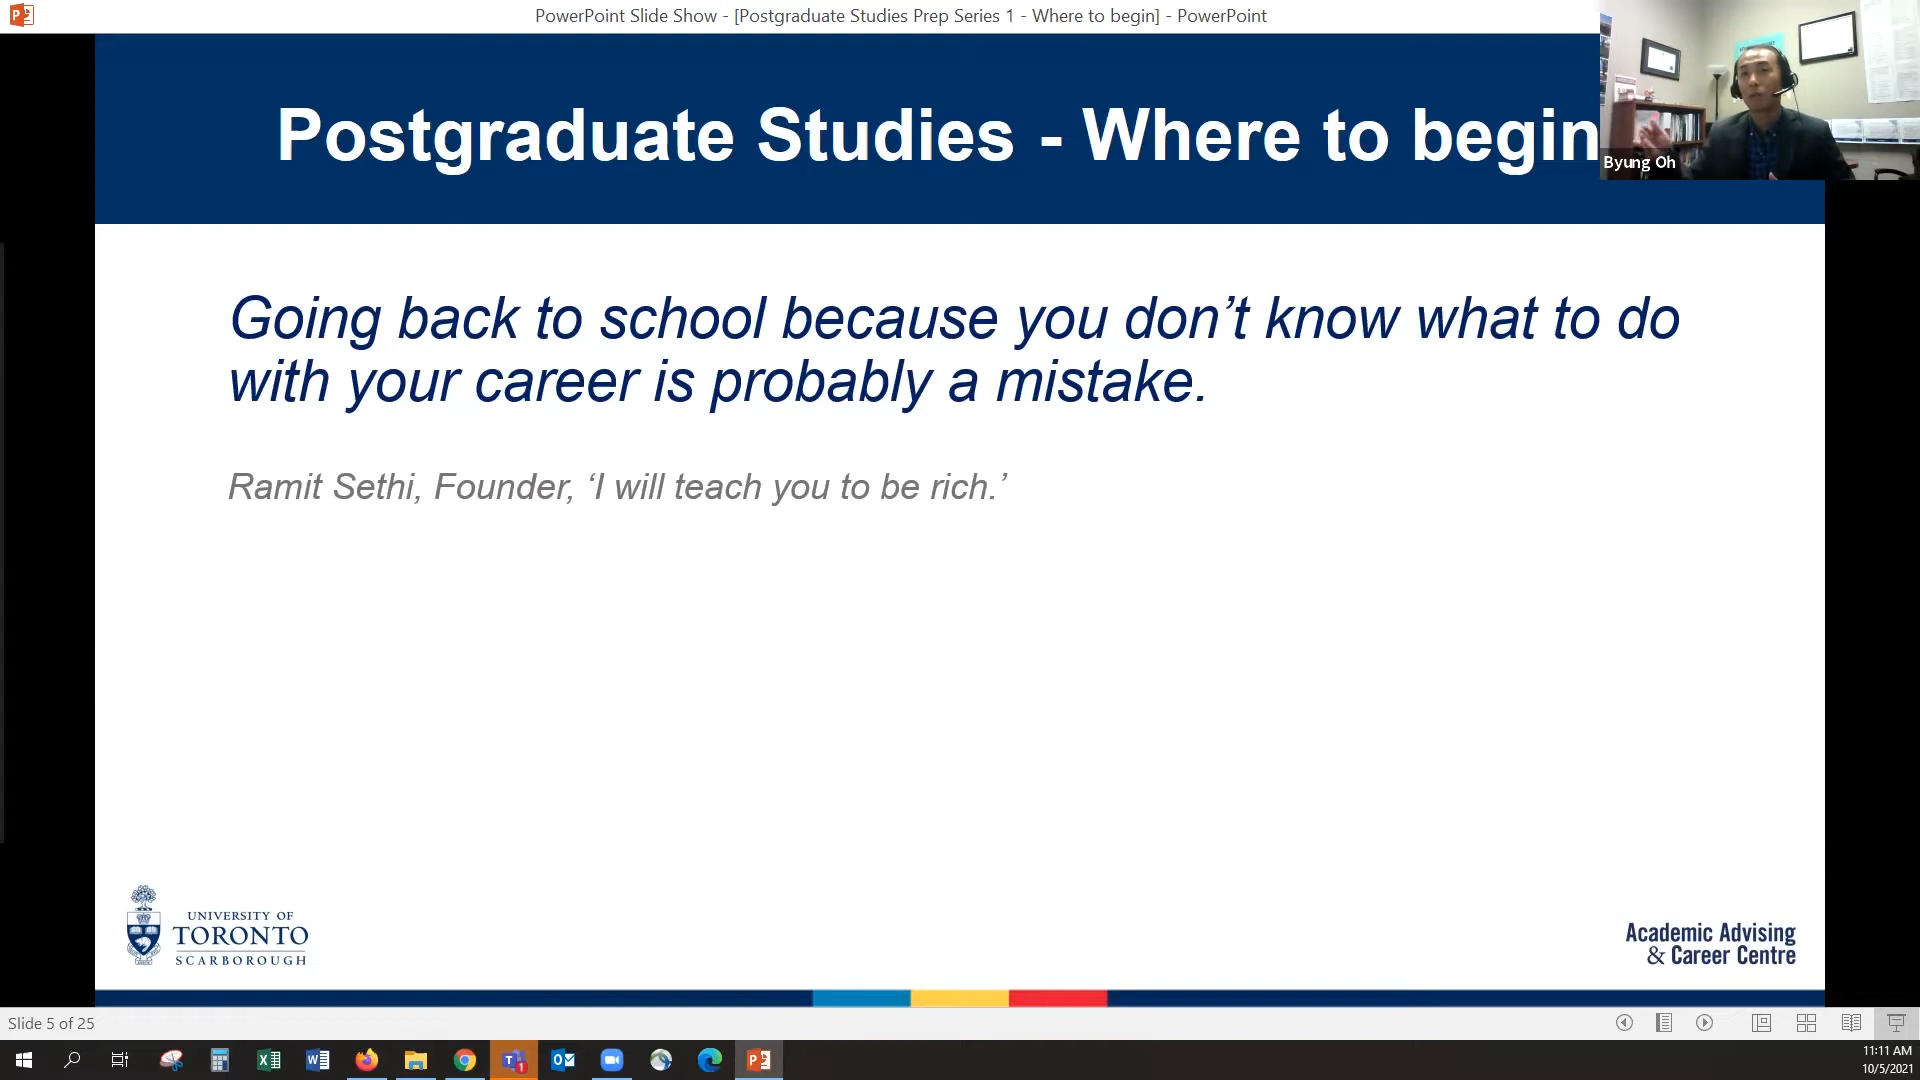 PowerPoint Slide Show - [Postgraduate Studies Prep Series 1 - Where to begin] - PowerPoint
Postgraduate Studies - Where to begin
Byung Oh
Going back to school because you don’t know what to do
with your career is probably a mistake.
Ramit Sethi, Founder, ‘I will teach you to be rich.’
UNIVERSITY OF
TORONTO
SCARBOROUGH
Academic Advising
& Career Centre
Slide 5 of 25
11:11 AM
10/5/2021